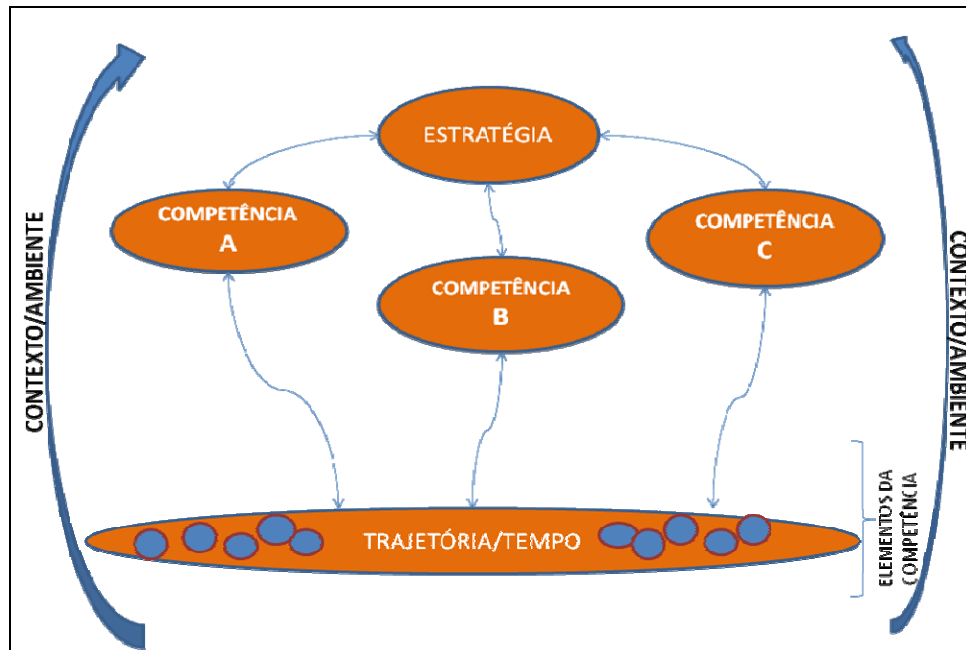 ESTRATÉGIA
COMPETÊNCIA
A
COMPETÊNCIA
B
COMPETÊNCIA
C
CONTEXTO/AMBIENTE
CONTEXTO/AMBIENTE
TRAJETÓRIA/TEMPO
ELEMENTOS DA
COMPETÊNCIA